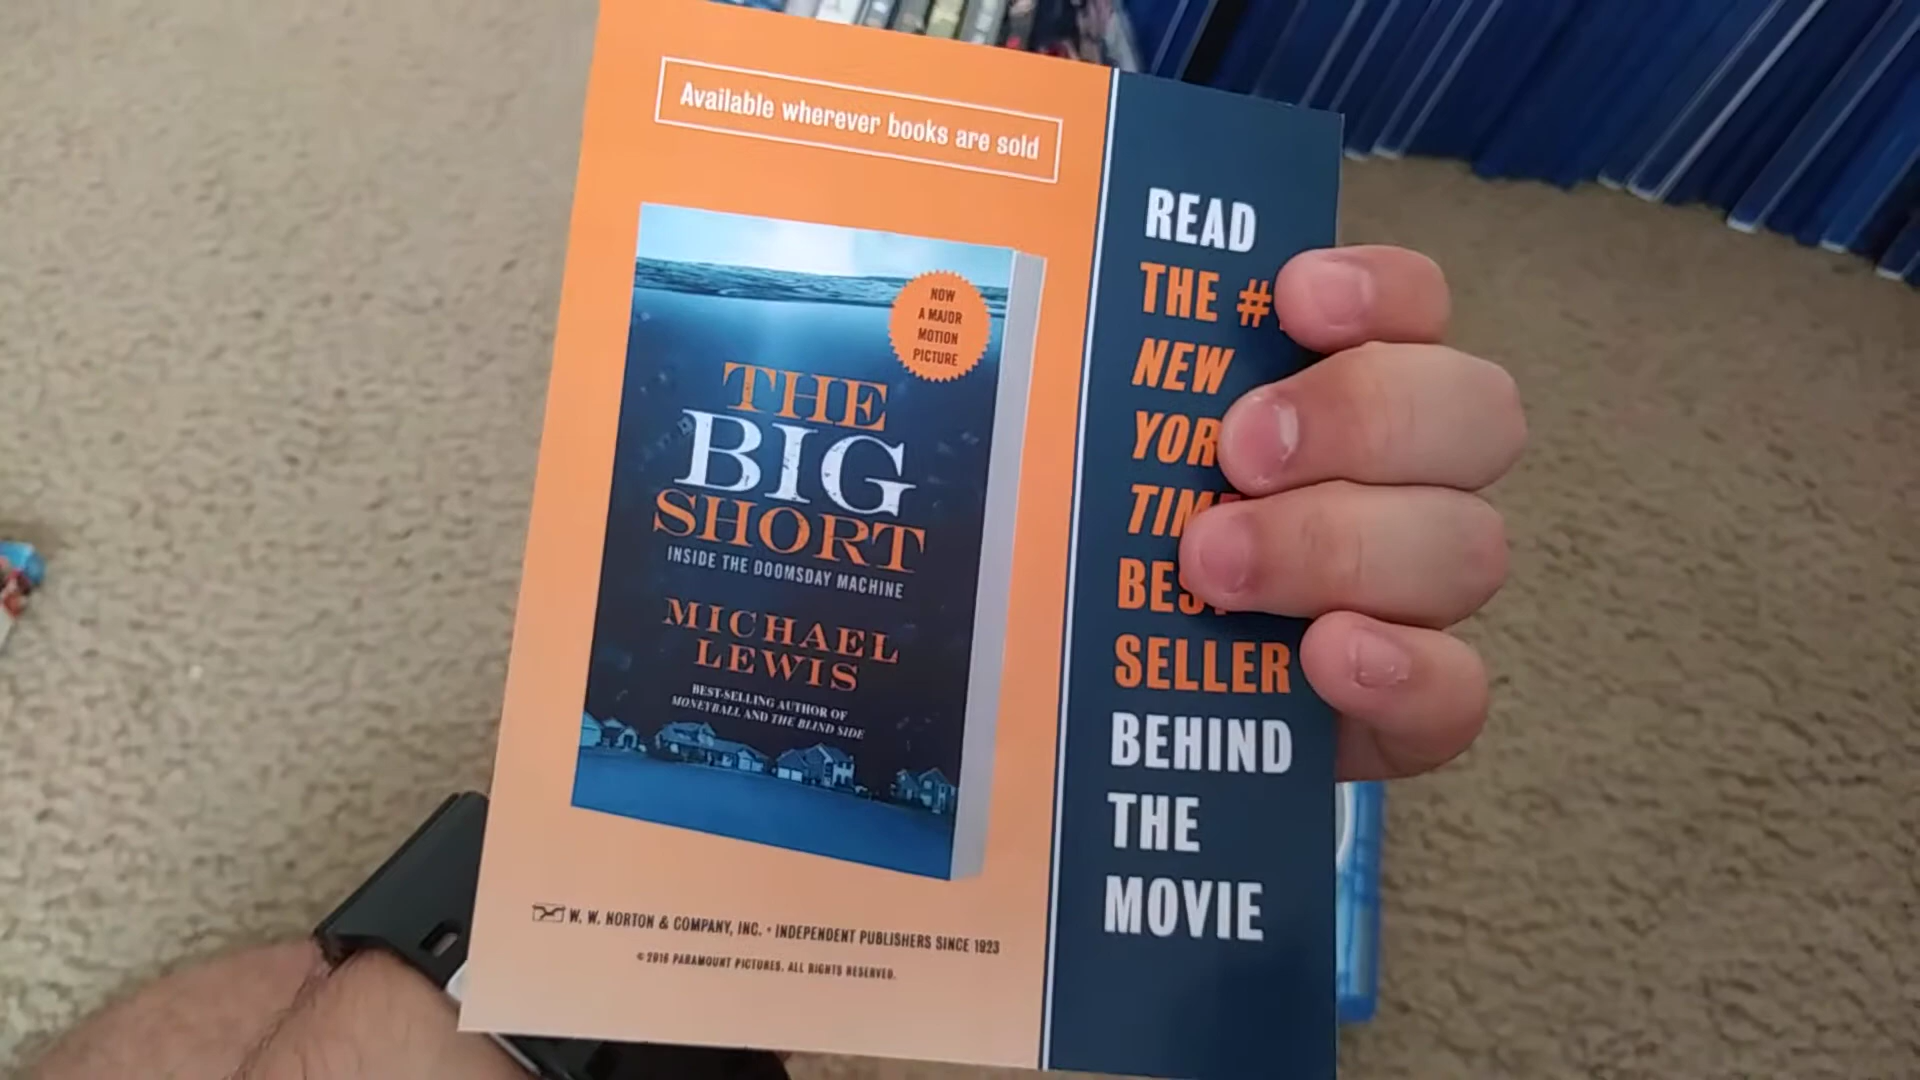 Available wherever books are sold
NOW
A MAJOR
MOTION
PICTURE
THE
BIG
SHORT
INSIDE THE DOOMSDAY MACHINE
MICHAEL
LEWIS
BEST-SELLING AUTHOR OF
MONEYBALL AND THE BLIND SIDE
W. W. NORTON & COMPANY, INC. • INDEPENDENT PUBLISHERS SINCE 1923
© 2016 PARAMOUNT PICTURES. ALL RIGHTS RESERVED.
READ
THE #
NEW
YOR
TIM
BES
SELLER
BEHIND
THE
MOVIE